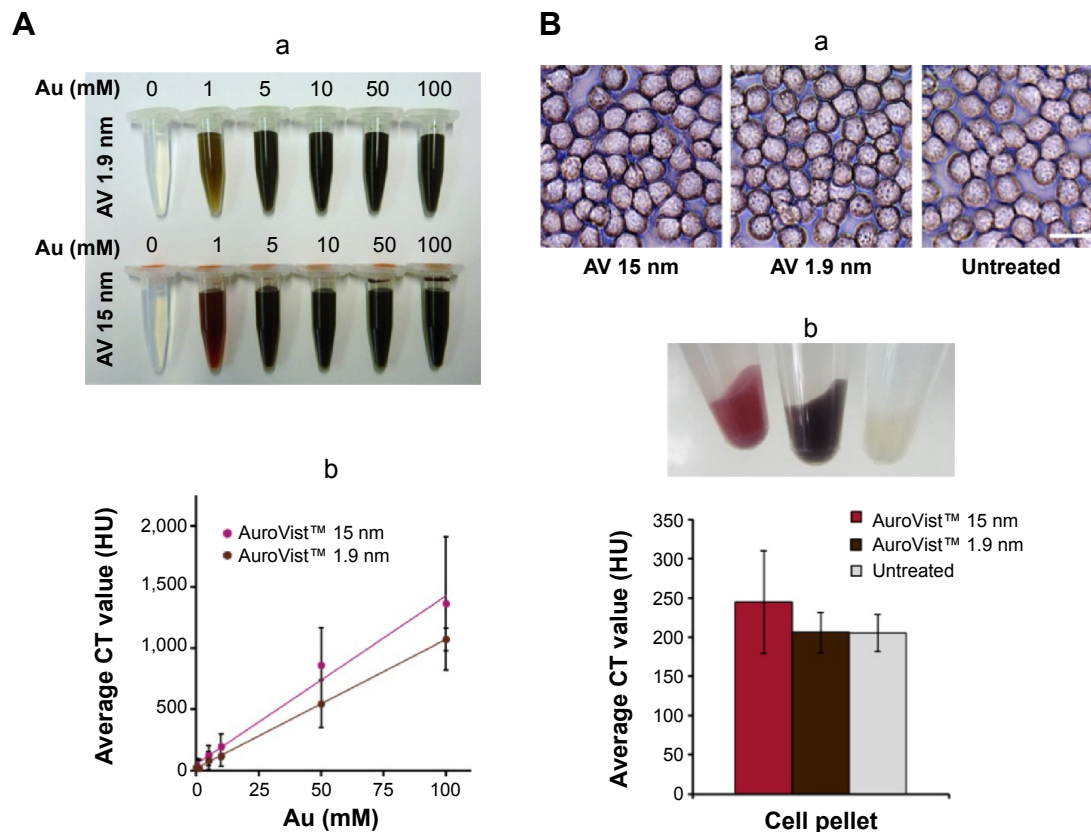 A
a
Au (mM) 0 1 5 10 50 100
AV 1.9 nm
Au (mM) 0 1 5 10 50 100
AV 15 nm
b
2,000
1,500
1,000
500
0
Average CT value (HU)
AuroVist™ 15 nm
AuroVist™ 1.9 nm
0 25 50 75 100
Au (mM)
B
a
AV 15 nm AV 1.9 nm Untreated
b
350
300
250
200
150
100
50
0
Average CT value (HU)
AuroVist™ 15 nm
AuroVist™ 1.9 nm
Untreated
Cell pellet